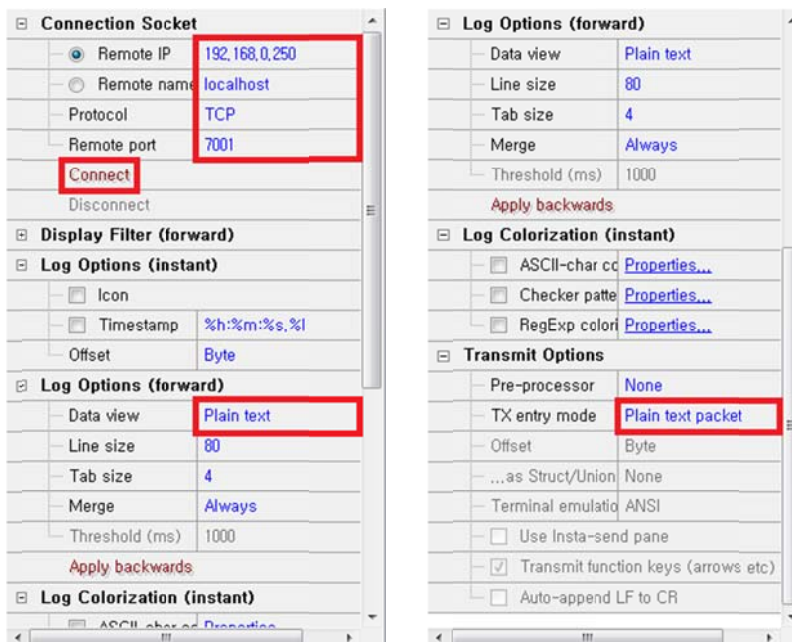 Connection Socket
Remote IP 192,168,0,250
Remote name localhost
Protocol TCP
Remote port 7001
Connect
Disconnect
Display Filter (forward)
Log Options (instant)
Icon
Timestamp %h:%m:%s,%l
Offset Byte
Log Options (forward)
Data view Plain text
Line size 80
Tab size 4
Merge Always
Threshold (ms) 1000
Apply backwards
Log Colorization (instant)
Log Options (forward)
Data view Plain text
Line size 80
Tab size 4
Merge Always
Threshold (ms) 1000
Apply backwards
Log Colorization (instant)
ASCII-char cc Properties...
Checker patte Properties...
RegExp colori Properties...
Transmit Options
Pre-processor None
TX entry mode Plain text packet
Offset Byte
...as Struct/Union None
Terminal emulatio ANSI
Use Insta-send pane
Transmit function keys (arrows etc)
Auto-append LF to CR